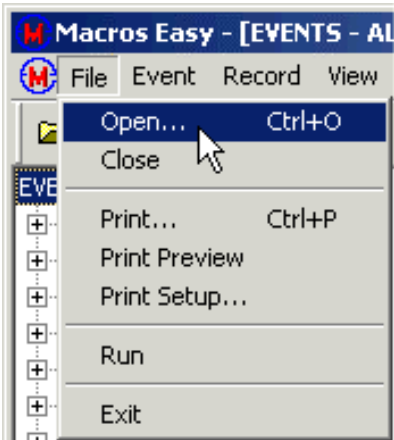 M Macros Easy - [EVENTS - AL
M File Event Record View
Open... Ctrl+O
Close
EVE
Print... Ctrl+P
Print Preview
Print Setup...
Run
Exit